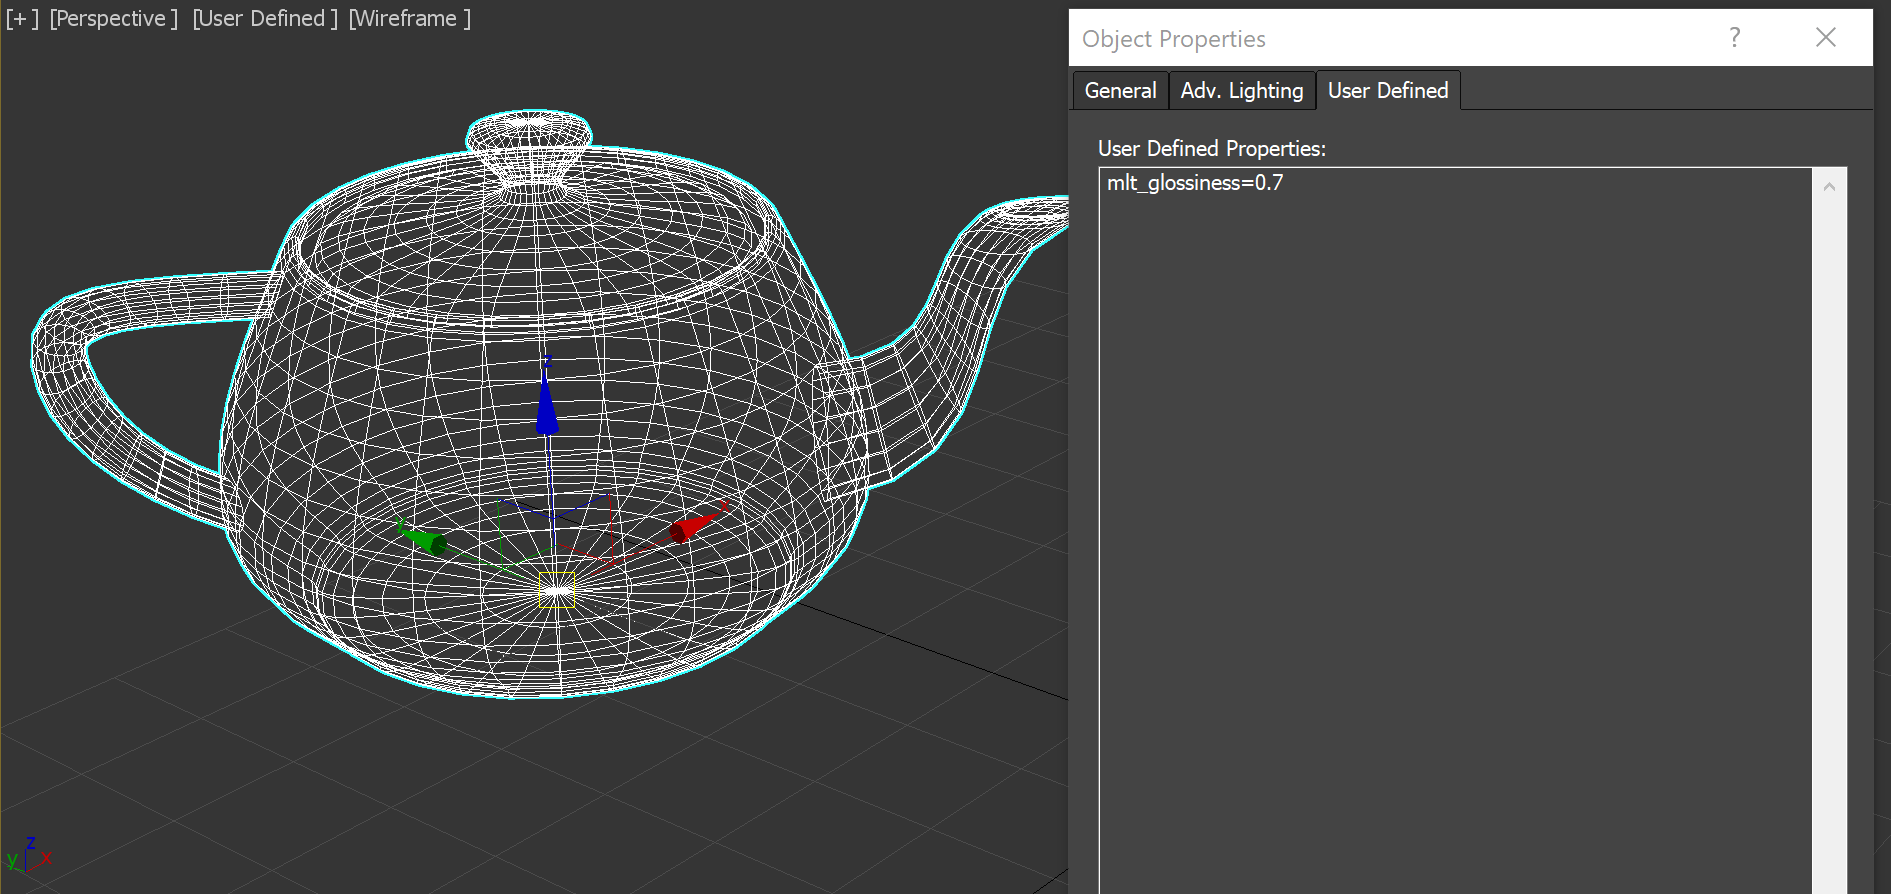 [+ ] [Perspective ] [User Defined ] [Wireframe ]
Object Properties
?
General
Adv. Lighting
User Defined
User Defined Properties:
mlt_glossiness=0.7
z
y
x
z
y
x